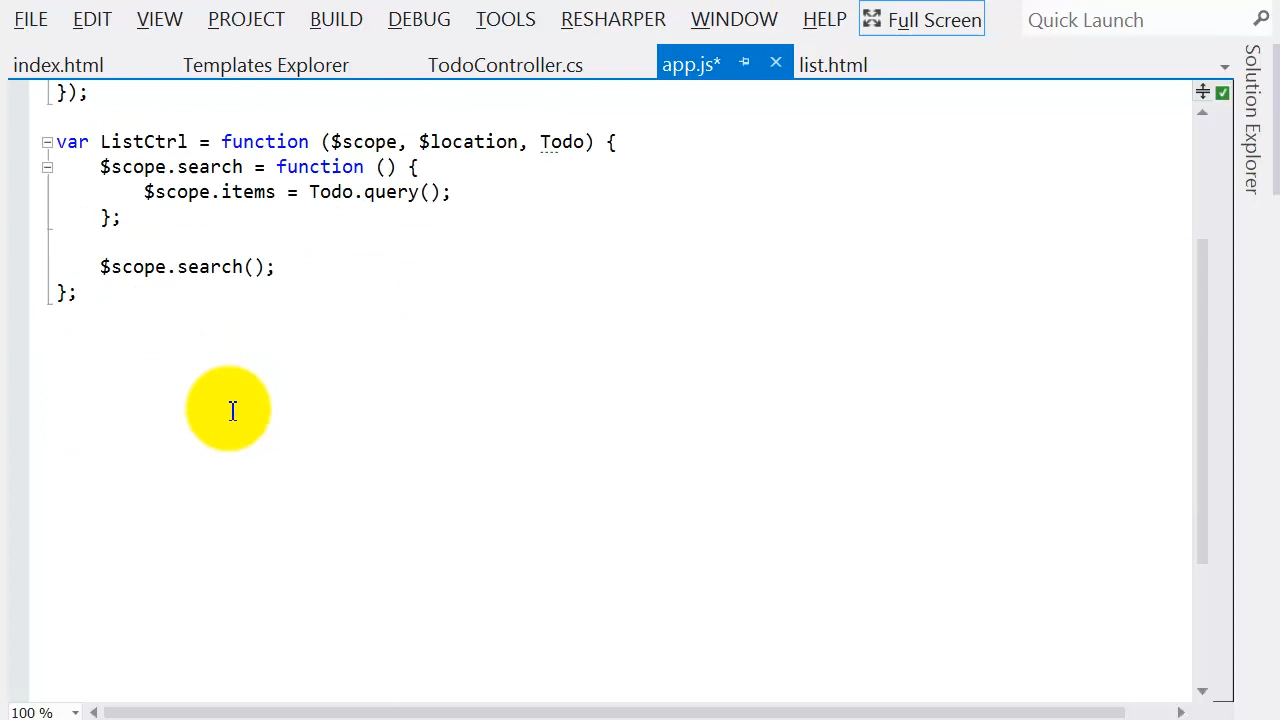 FILE EDIT VIEW PROJECT BUILD DEBUG TOOLS RESHARPER WINDOW HELP Full Screen Quick Launch
index.html Templates Explorer TodoController.cs app.js* list.html
});
var ListCtrl = function ($scope, $location, Todo) {
$scope.search = function () {
$scope.items = Todo.query();
};
$scope.search();
};
Solution Explorer
100 %